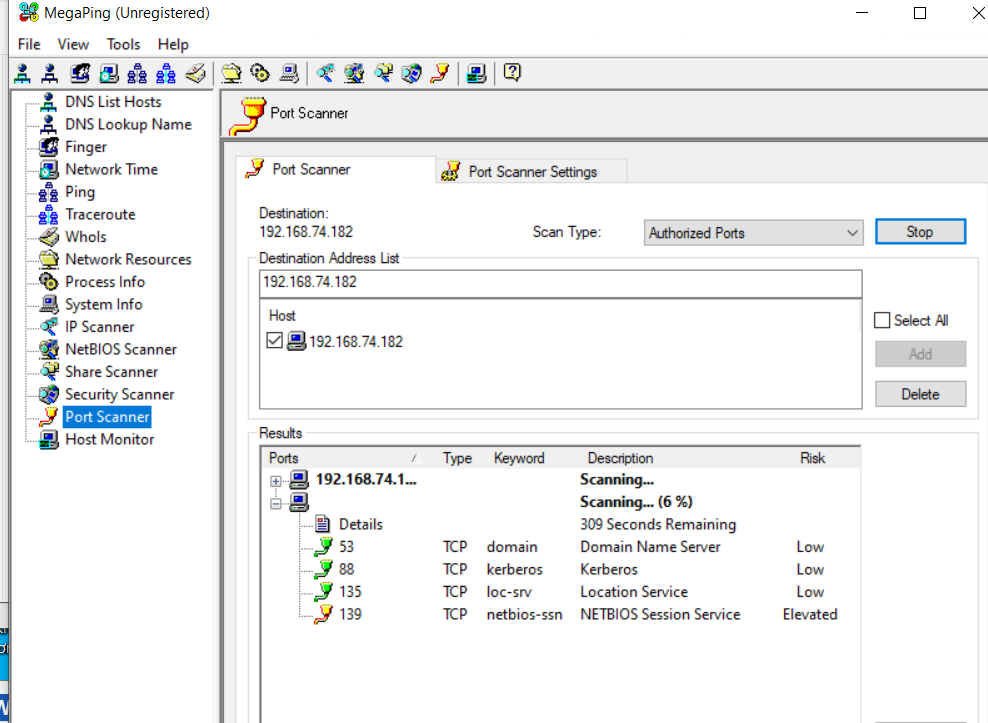 MegaPing (Unregistered)
File View Tools Help
DNS List Hosts
DNS Lookup Name
Finger
Network Time
Ping
Traceroute
WhoIs
Network Resources
Process Info
System Info
IP Scanner
NetBIOS Scanner
Share Scanner
Security Scanner
Port Scanner
Host Monitor
Port Scanner
Port Scanner Port Scanner Settings
Destination:
192.168.74.182 Scan Type: Authorized Ports Stop
Destination Address List
192.168.74.182
Host
192.168.74.182
Select All
Add
Delete
Results
Ports Type Keyword Description Risk
192.168.74.1... Scanning...
Scanning... (6 %)
Details 309 Seconds Remaining
53 TCP domain Domain Name Server Low
88 TCP kerberos Kerberos Low
135 TCP loc-srv Location Service Low
139 TCP netbios-ssn NETBIOS Session Service Elevated